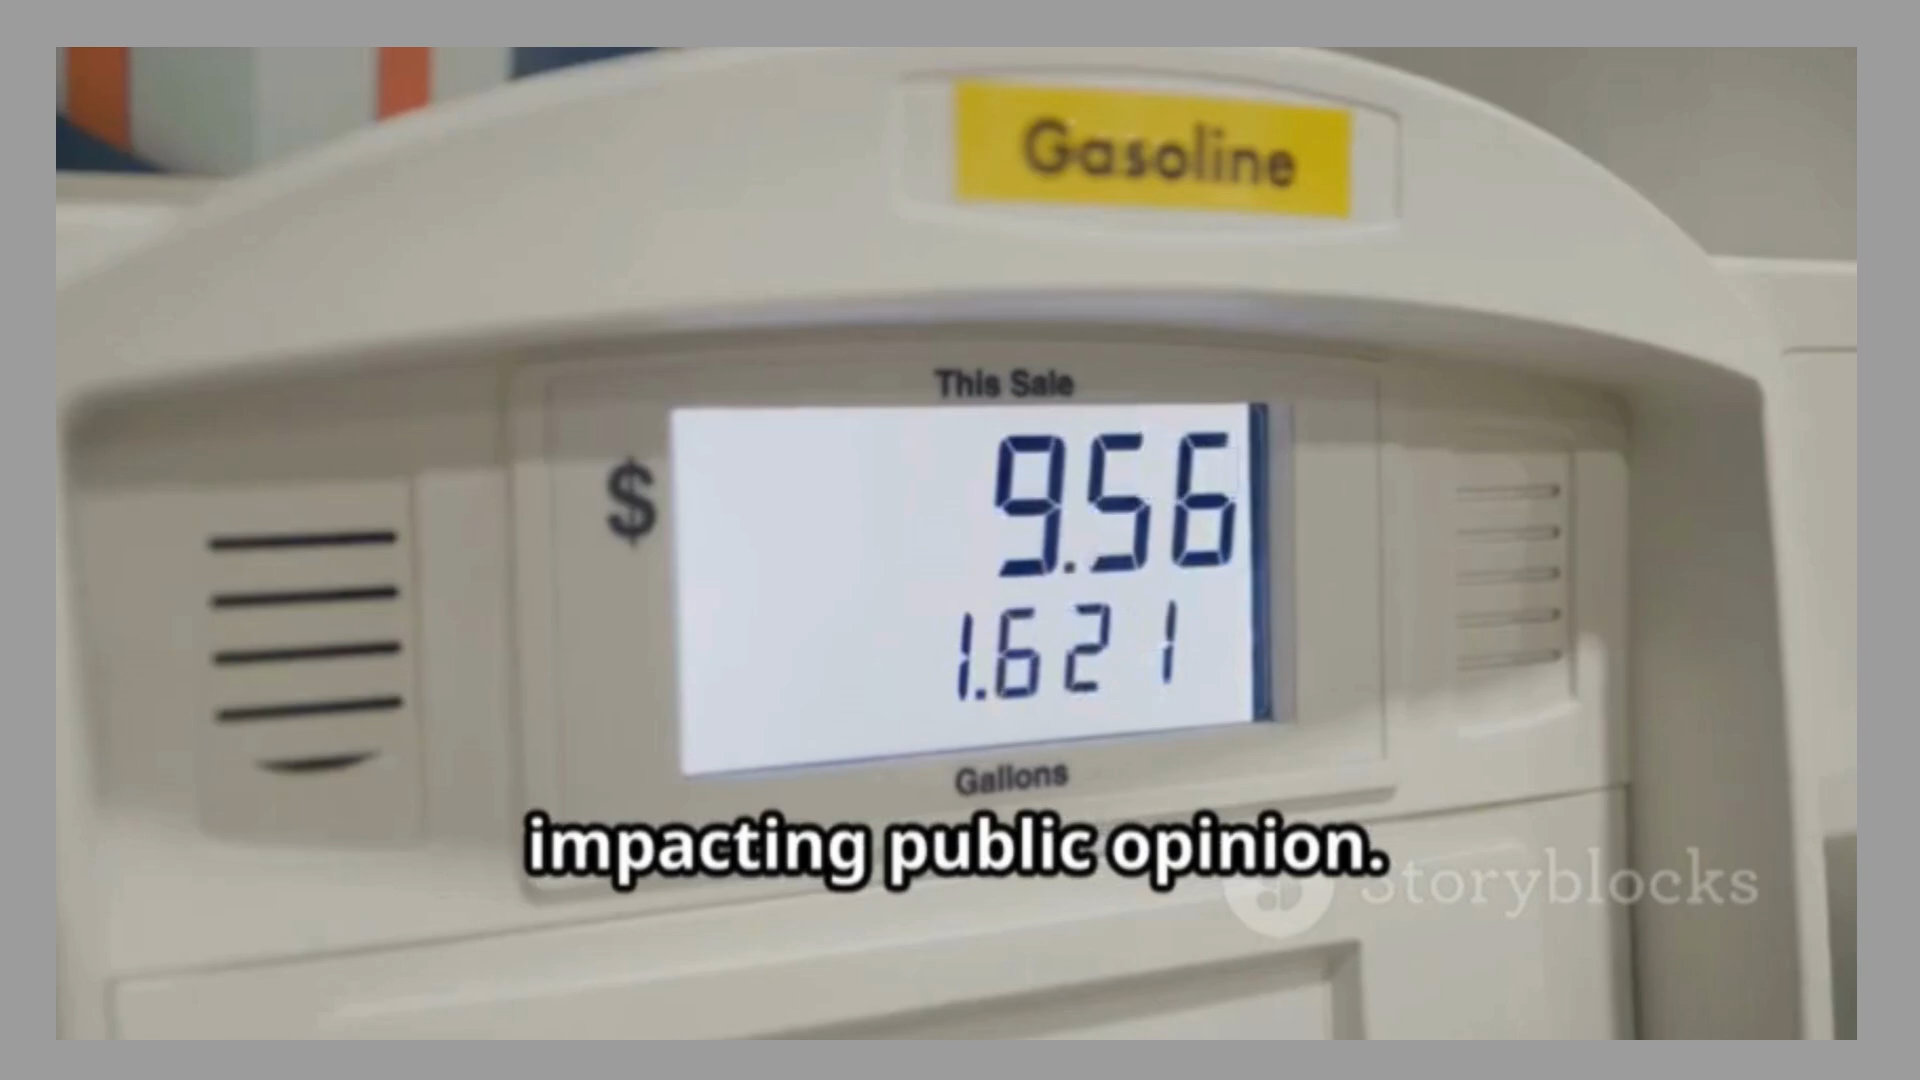 Gasoline
This Sale
$
9.56
1.621
Gallons
impacting public opinion.
Storyblocks